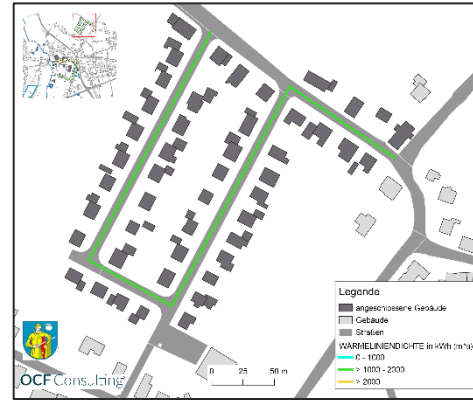 Legende
angeschlossene Gebäude
Gebäude
Straßen
WÄRMELINIENDICHTE in kWh (m*a)
0 - 1000
> 1000 - 2000
> 2000
OCF Consulting
0 25 50 m